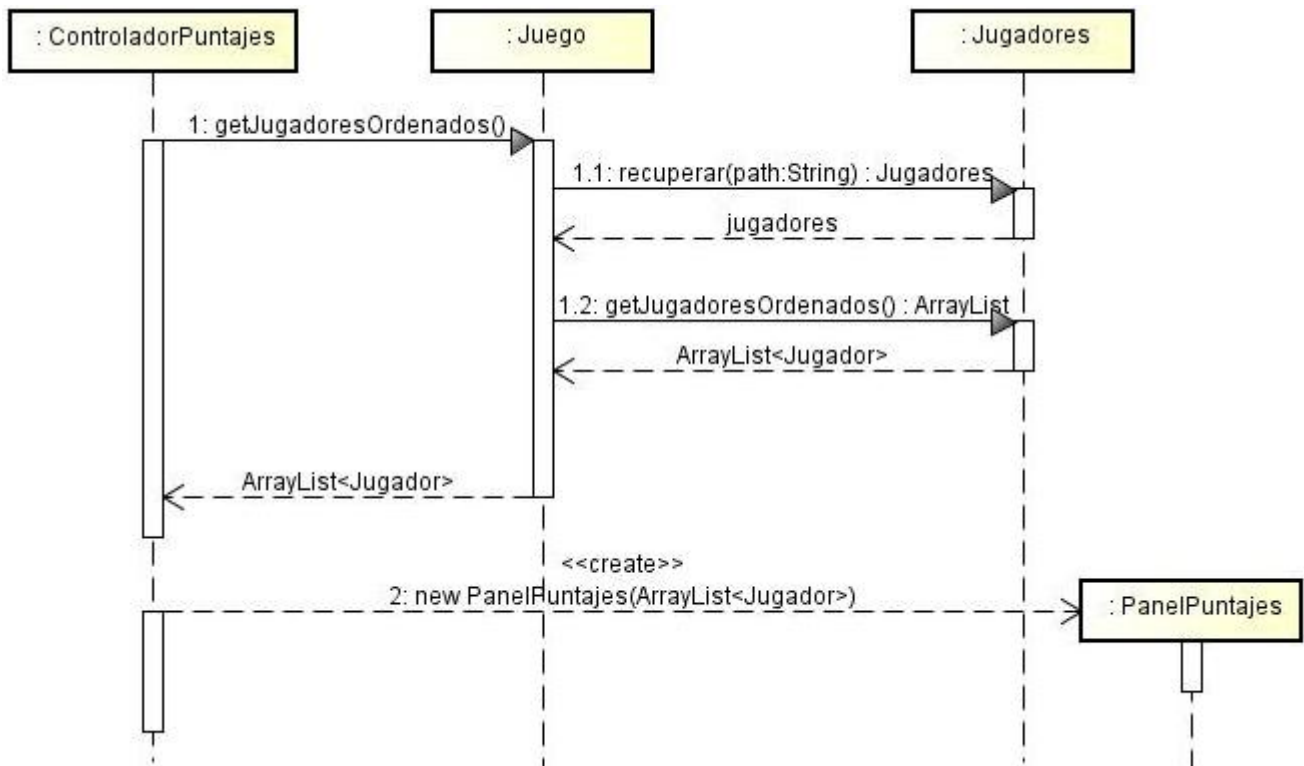 : ControladorPuntajes
: Juego
: Jugadores
1: getJugadoresOrdenados()
1.1: recuperar(path:String) : Jugadores
jugadores
1.2: getJugadoresOrdenados() : ArrayList
ArrayList<Jugador>
ArrayList<Jugador>
<<create>>
2: new PanelPuntajes(ArrayList<Jugador>)
: PanelPuntajes